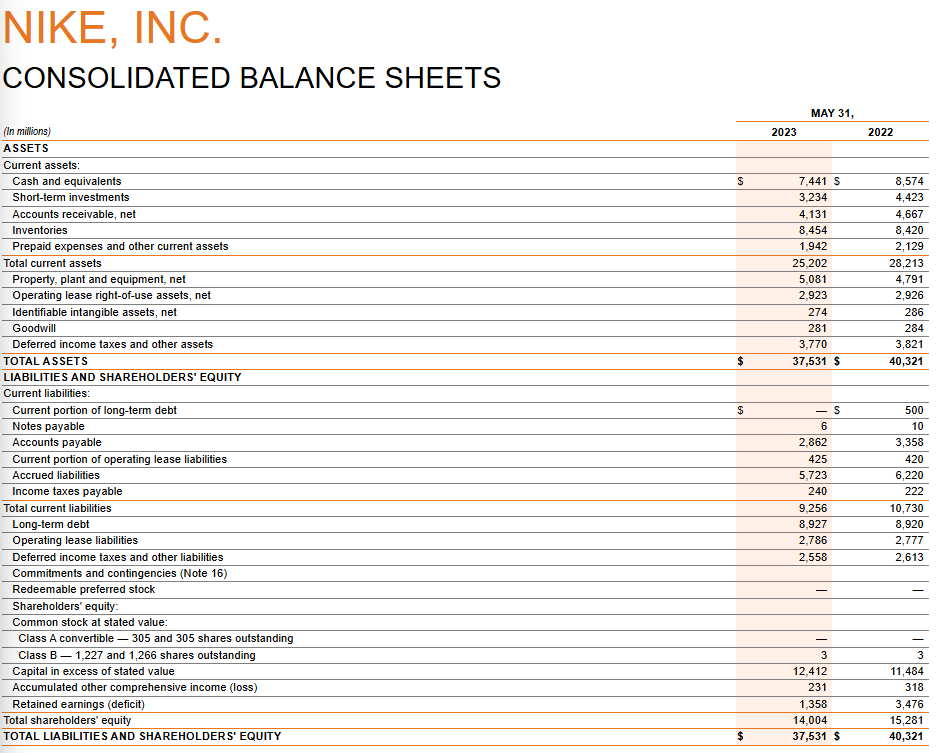 NIKE, INC.
CONSOLIDATED BALANCE SHEETS
MAY 31,
(In millions) 2023 2022
ASSETS
Current assets:
Cash and equivalents $ 7,441 $ 8,574
Short-term investments 3,234 4,423
Accounts receivable, net 4,131 4,667
Inventories 8,454 8,420
Prepaid expenses and other current assets 1,942 2,129
Total current assets 25,202 28,213
Property, plant and equipment, net 5,081 4,791
Operating lease right-of-use assets, net 2,923 2,926
Identifiable intangible assets, net 274 286
Goodwill 281 284
Deferred income taxes and other assets 3,770 3,821
TOTAL ASSETS $ 37,531 $ 40,321
LIABILITIES AND SHAREHOLDERS' EQUITY
Current liabilities:
Current portion of long-term debt $ — $ 500
Notes payable 6 10
Accounts payable 2,862 3,358
Current portion of operating lease liabilities 425 420
Accrued liabilities 5,723 6,220
Income taxes payable 240 222
Total current liabilities 9,256 10,730
Long-term debt 8,927 8,920
Operating lease liabilities 2,786 2,777
Deferred income taxes and other liabilities 2,558 2,613
Commitments and contingencies (Note 16)
Redeemable preferred stock — —
Shareholders' equity:
Common stock at stated value:
Class A convertible — 305 and 305 shares outstanding — —
Class B — 1,227 and 1,266 shares outstanding 3 3
Capital in excess of stated value 12,412 11,484
Accumulated other comprehensive income (loss) 231 318
Retained earnings (deficit) 1,358 3,476
Total shareholders' equity 14,004 15,281
TOTAL LIABILITIES AND SHAREHOLDERS' EQUITY $ 37,531 $ 40,321